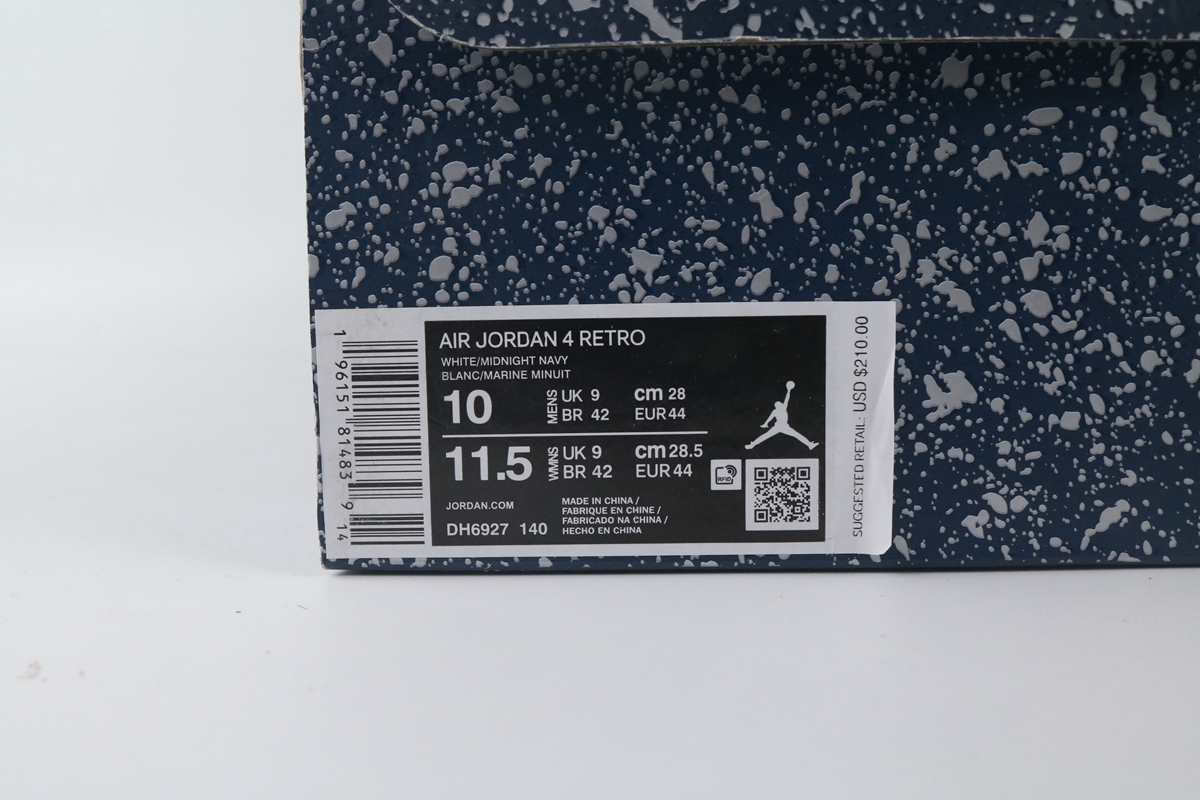 AIR JORDAN 4 RETRO
WHITE/MIDNIGHT NAVY
BLANC/MARINE MINUIT
10 MENS UK 9 cm 28
BR 42 EUR 44
11.5 WMNS UK 9 cm 28.5
BR 42 EUR 44
RFID
JORDAN.COM
DH6927 140
MADE IN CHINA /
FABRIQUE EN CHINE /
FABRICADO NA CHINA /
HECHO EN CHINA
1 96151 81483 9 14
SUGGESTED RETAIL: USD $210.00